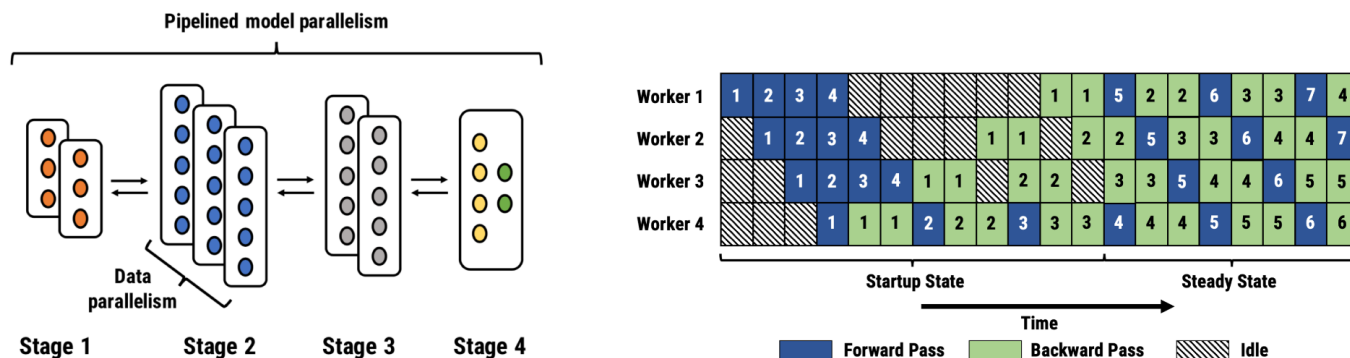 Pipelined model parallelism
Data
parallelism
Stage 1 Stage 2 Stage 3 Stage 4
Worker 1 1 2 3 4 1 1 5 2 2 6 3 3 7 4
Worker 2 1 2 3 4 1 1 2 2 5 3 3 6 4 4 7
Worker 3 1 2 3 4 1 1 2 2 3 3 5 4 4 6 5 5
Worker 4 1 1 1 2 2 2 3 3 3 4 4 4 5 5 5 6 6
Startup State Steady State
Time
Forward Pass Backward Pass Idle